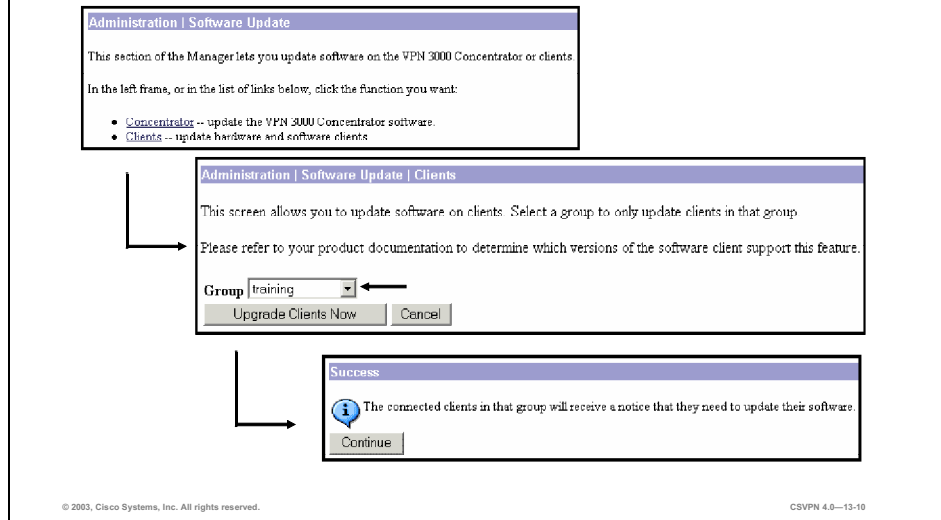 Administration | Software Update
This section of the Manager lets you update software on the VPN 3000 Concentrator or clients.
In the left frame, or in the list of links below, click the function you want:
• Concentrator -- update the VPN 3000 Concentrator software.
• Clients -- update hardware and software clients
Administration | Software Update | Clients
This screen allows you to update software on clients. Select a group to only update clients in that group.
Please refer to your product documentation to determine which versions of the software client support this feature.
Group training
Upgrade Clients Now Cancel
Success
The connected clients in that group will receive a notice that they need to update their software.
Continue
© 2003, Cisco Systems, Inc. All rights reserved. CSVPN 4.0—13-10